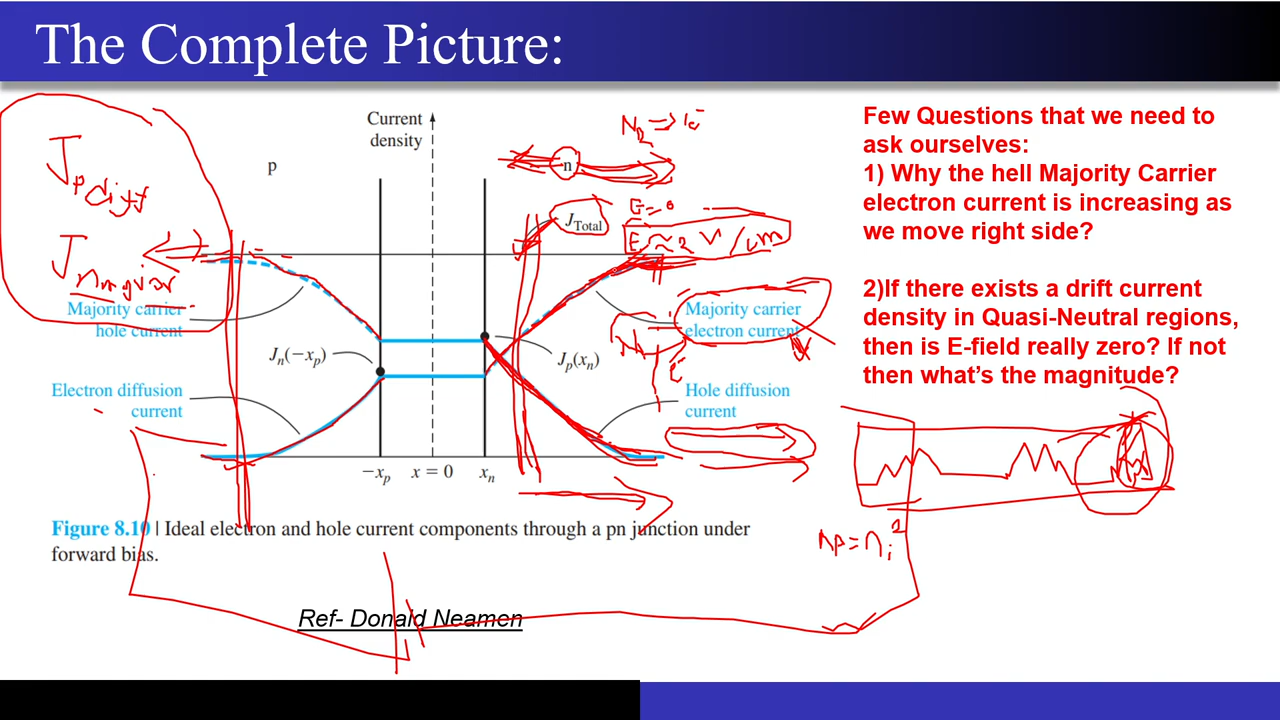 The Complete Picture:
Current
density
p
n
J_Total
Majority carrier
hole current
Majority carrier
electron current
J_n(−x_p)
J_p(x_n)
Electron diffusion
current
Hole diffusion
current
−x_p
x = 0
x_n
Figure 8.10 | Ideal electron and hole current components through a pn junction under
forward bias.
Ref- Donald Neamen
Few Questions that we need to
ask ourselves:
1) Why the hell Majority Carrier
electron current is increasing as
we move right side?
2)If there exists a drift current
density in Quasi-Neutral regions,
then is E-field really zero? If not
then what’s the magnitude?
J_p diff
E=0
E ≈ 2 V/cm
np = n_i^2